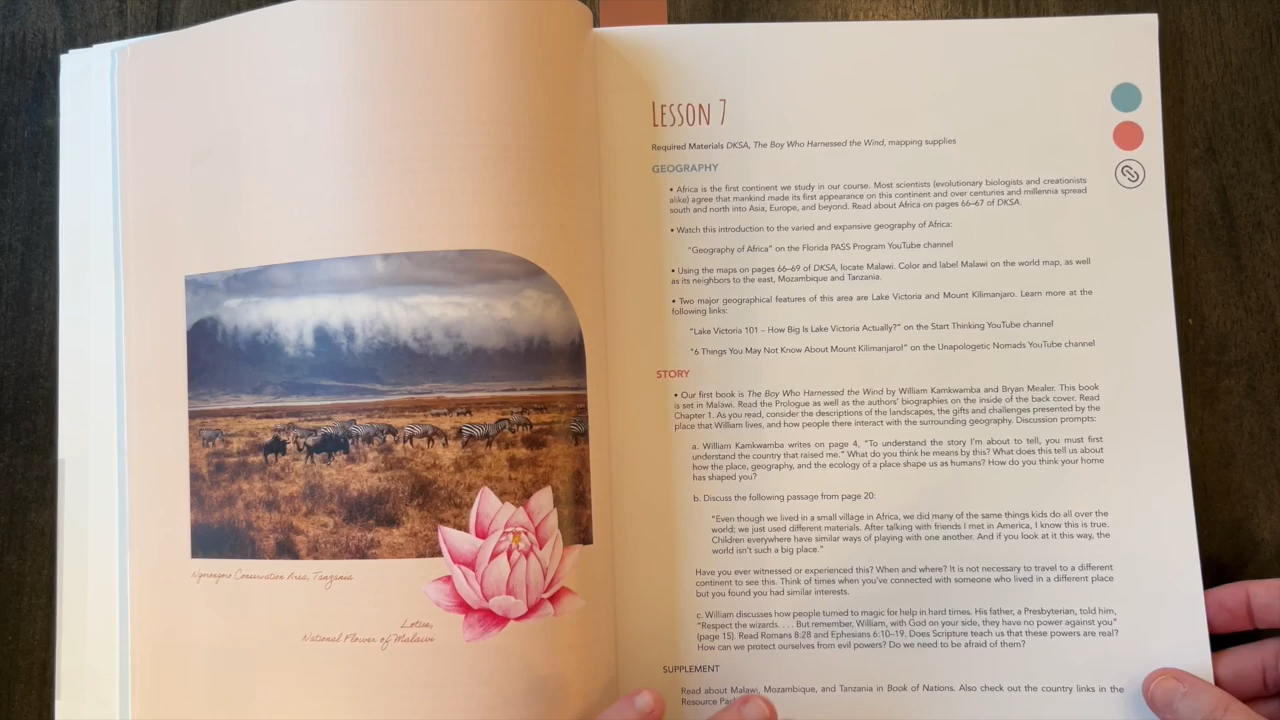 Ngorongoro Conservation Area, Tanzania
Lotus,
National Flower of Malawi
LESSON 7
Required Materials DKSA, The Boy Who Harnessed the Wind, mapping supplies
GEOGRAPHY
• Africa is the first continent we study in our course. Most scientists (evolutionary biologists and creationists
alike) agree that mankind made its first appearance on this continent and over centuries and millennia spread
south and north into Asia, Europe, and beyond. Read about Africa on pages 66–67 of DKSA.
• Watch this introduction to the varied and expansive geography of Africa:
"Geography of Africa" on the Florida PASS Program YouTube channel
• Using the maps on pages 66–69 of DKSA, locate Malawi. Color and label Malawi on the world map, as well
as its neighbors to the east, Mozambique and Tanzania.
• Two major geographical features of this area are Lake Victoria and Mount Kilimanjaro. Learn more at the
following links:
"Lake Victoria 101 – How Big Is Lake Victoria Actually?" on the Start Thinking YouTube channel
"6 Things You May Not Know About Mount Kilimanjaro!" on the Unapologetic Nomads YouTube channel
STORY
• Our first book is The Boy Who Harnessed the Wind by William Kamkwamba and Bryan Mealer. This book
is set in Malawi. Read the Prologue as well as the authors' biographies on the inside of the back cover. Read
Chapter 1. As you read, consider the descriptions of the landscapes, the gifts and challenges presented by the
place that William lives, and how people there interact with the surrounding geography. Discussion prompts:
a. William Kamkwamba writes on page 4, "To understand the story I'm about to tell, you must first
understand the country that raised me." What do you think he means by this? What does this tell us about
how the place, geography, and the ecology of a place shape us as humans? How do you think your home
has shaped you?
b. Discuss the following passage from page 20:
"Even though we lived in a small village in Africa, we did many of the same things kids do all over the
world; we just used different materials. After talking with friends I met in America, I know this is true.
Children everywhere have similar ways of playing with one another. And if you look at it this way, the
world isn't such a big place."
Have you ever witnessed or experienced this? When and where? It is not necessary to travel to a different
continent to see this. Think of times when you've connected with someone who lived in a different place
but you found you had similar interests.
c. William discusses how people turned to magic for help in hard times. His father, a Presbyterian, told him,
"Respect the wizards. . . . But remember, William, with God on your side, they have no power against you"
(page 15). Read Romans 8:28 and Ephesians 6:10–19. Does Scripture teach us that these powers are real?
How can we protect ourselves from evil powers? Do we need to be afraid of them?
SUPPLEMENT
Read about Malawi, Mozambique, and Tanzania in Book of Nations. Also check out the country links in the
Resource